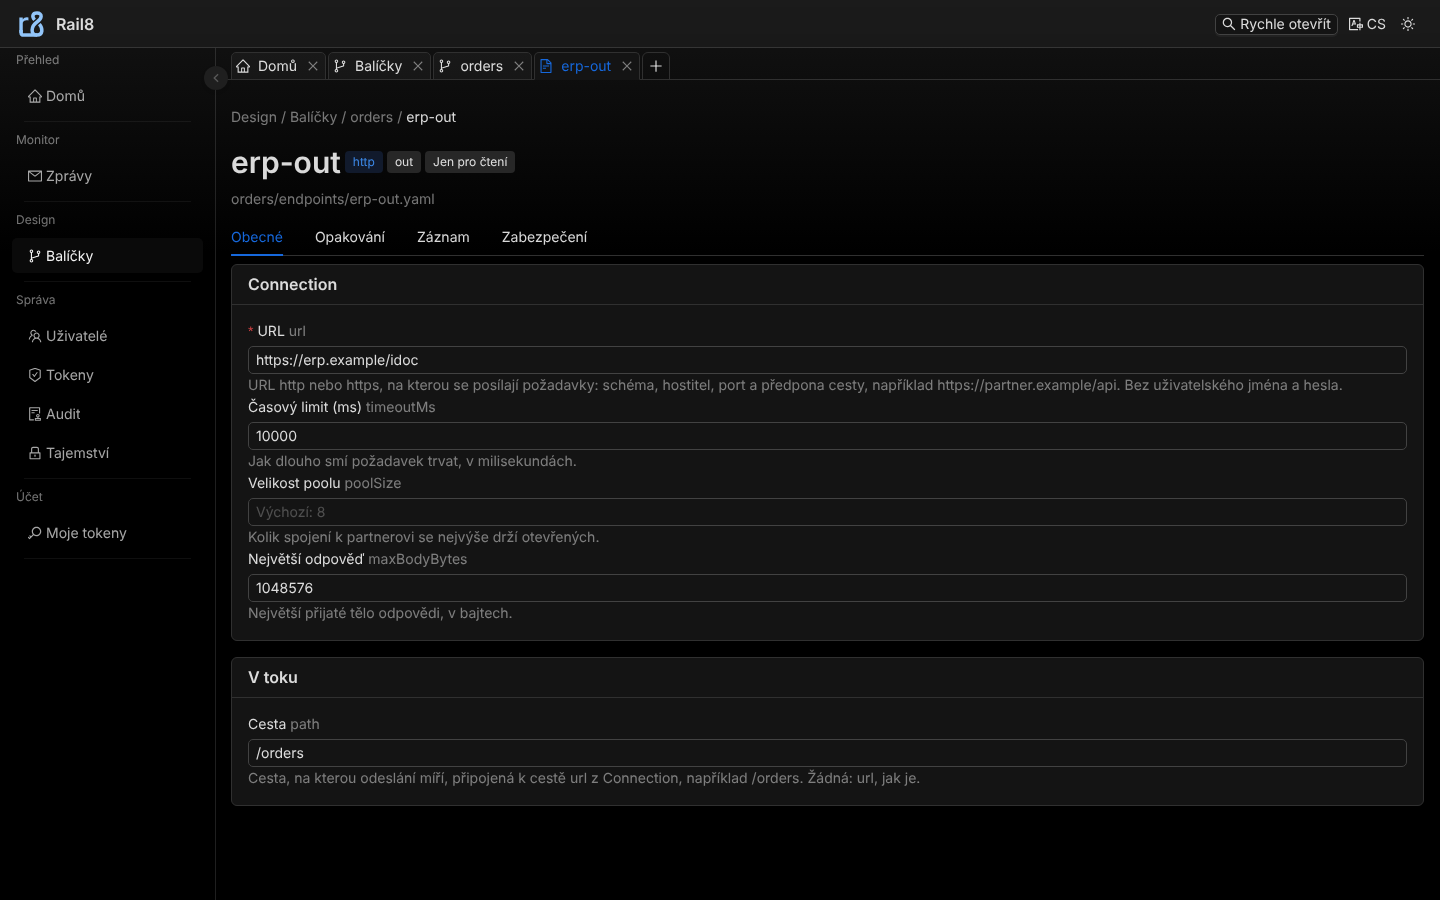 r8 Rail8
Rychle otevřít
CS
Přehled
Domů
Monitor
Zprávy
Design
Balíčky
Správa
Uživatelé
Tokeny
Audit
Tajemství
Účet
Moje tokeny
Domů
Balíčky
orders
erp-out
Design / Balíčky / orders / erp-out
erp-out http out Jen pro čtení
orders/endpoints/erp-out.yaml
Obecné Opakování Záznam Zabezpečení
Connection
* URL url
https://erp.example/idoc
URL http nebo https, na kterou se posílají požadavky: schéma, hostitel, port a předpona cesty, například https://partner.example/api. Bez uživatelského jména a hesla.
Časový limit (ms) timeoutMs
10000
Jak dlouho smí požadavek trvat, v milisekundách.
Velikost poolu poolSize
Výchozí: 8
Kolik spojení k partnerovi se nejvýše drží otevřených.
Největší odpověď maxBodyBytes
1048576
Největší přijaté tělo odpovědi, v bajtech.
V toku
Cesta path
/orders
Cesta, na kterou odeslání míří, připojená k cestě url z Connection, například /orders. Žádná: url, jak je.